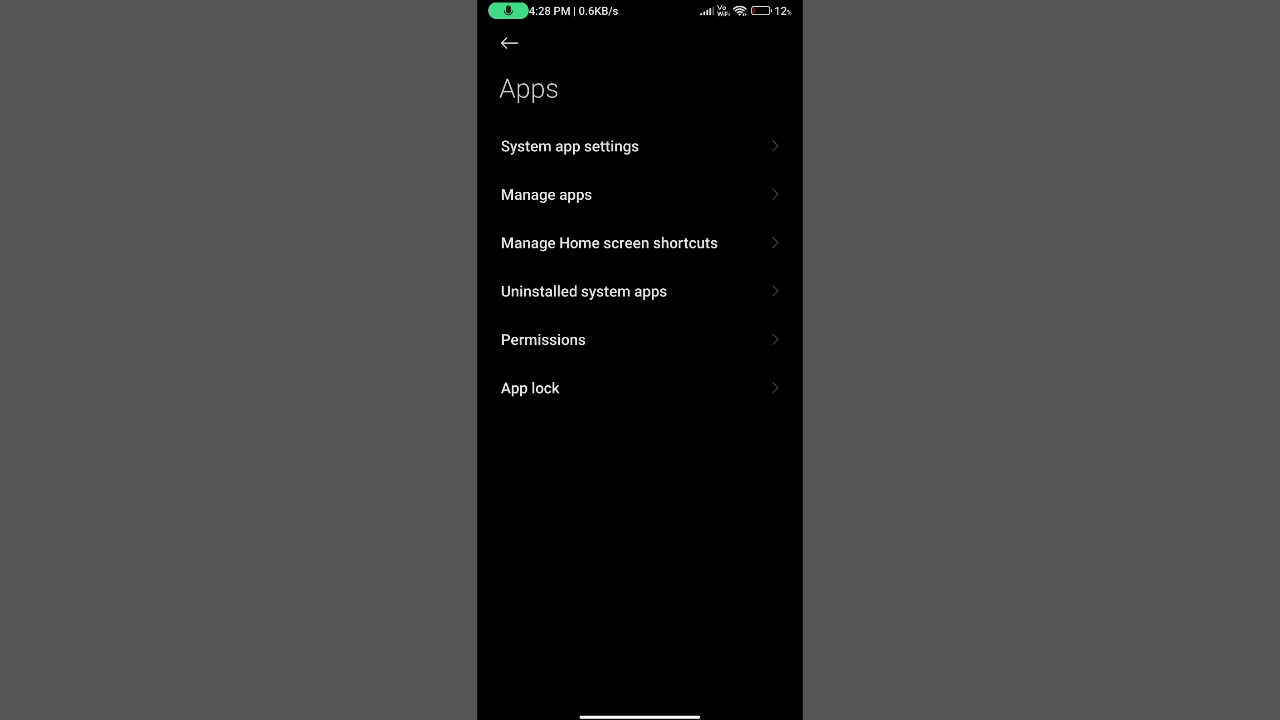 4:28 PM | 0.6KB/s Vo WiFi 12%
Apps
System app settings
Manage apps
Manage Home screen shortcuts
Uninstalled system apps
Permissions
App lock